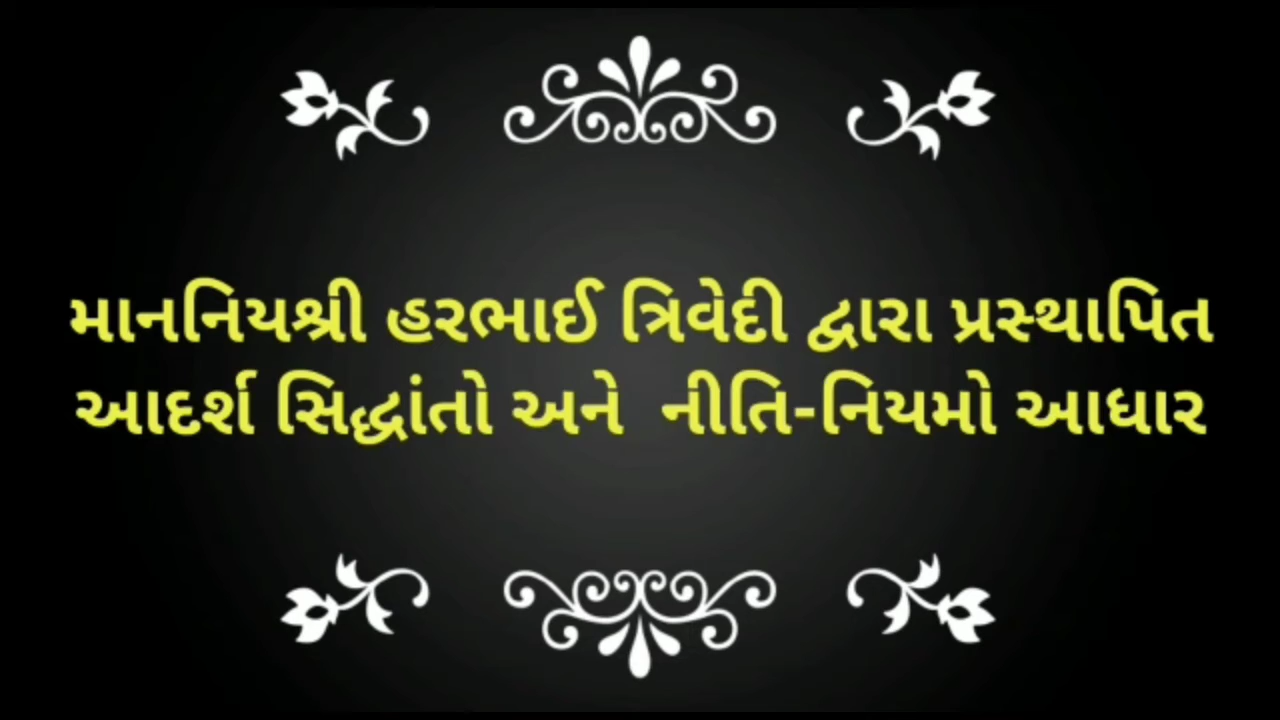 માનનિયશ્રી હરભાઈ ત્રિવેદી દ્વારા પ્રસ્થાપિત
આદર્શ સિદ્ધાંતો અને નીતિ-નિયમો આધાર